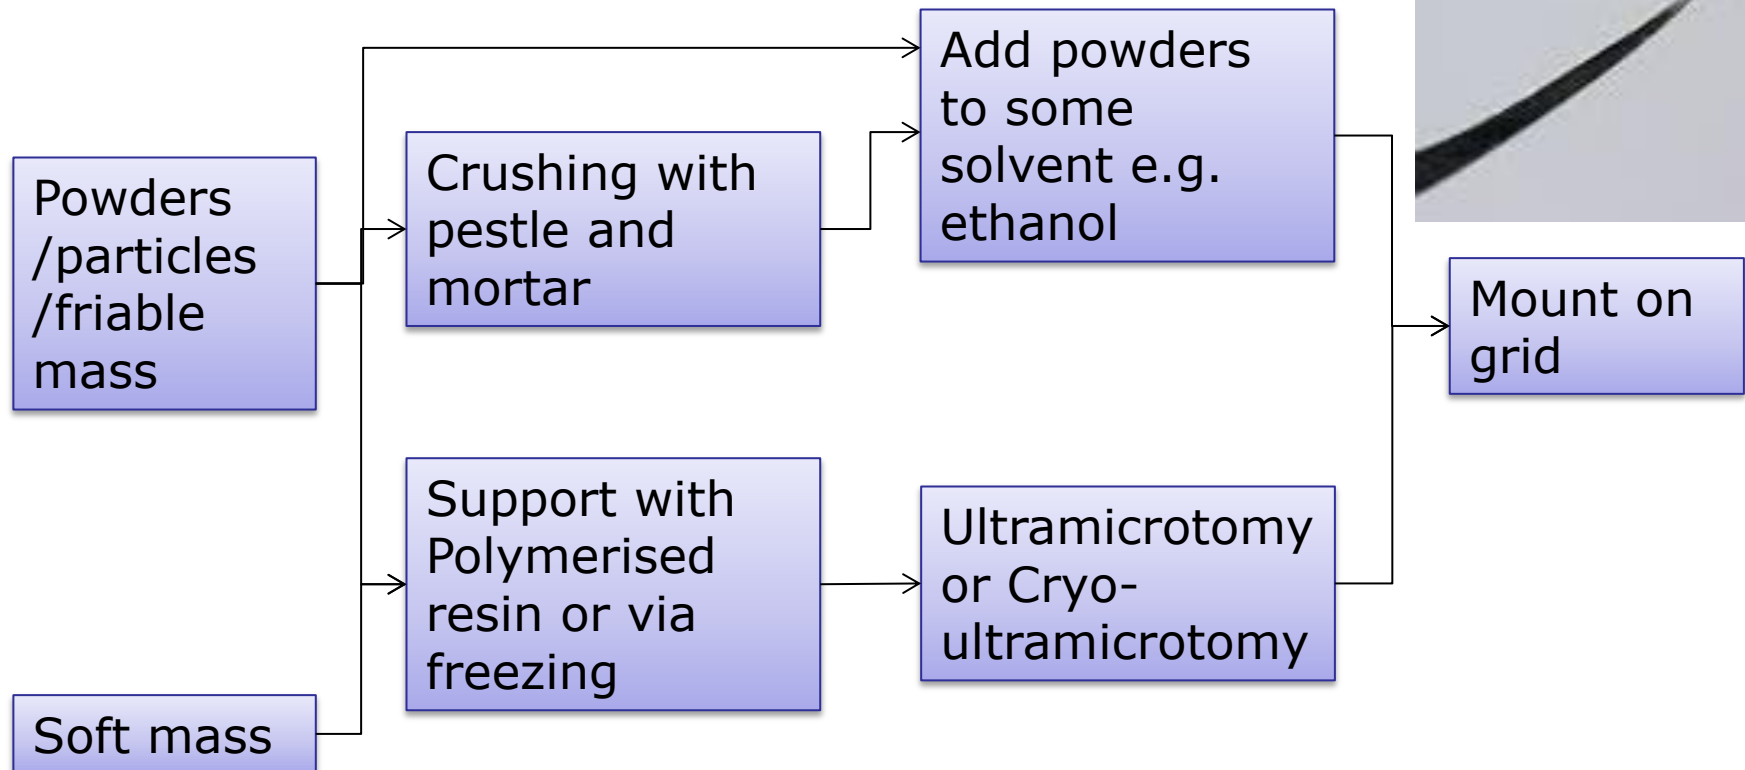 Powders
/particles
/friable
mass
Crushing with
pestle and
mortar
Add powders
to some
solvent e.g.
ethanol
Mount on
grid
Support with
Polymerised
resin or via
freezing
Ultramicrotomy
or Cryo-
ultramicrotomy
Soft mass